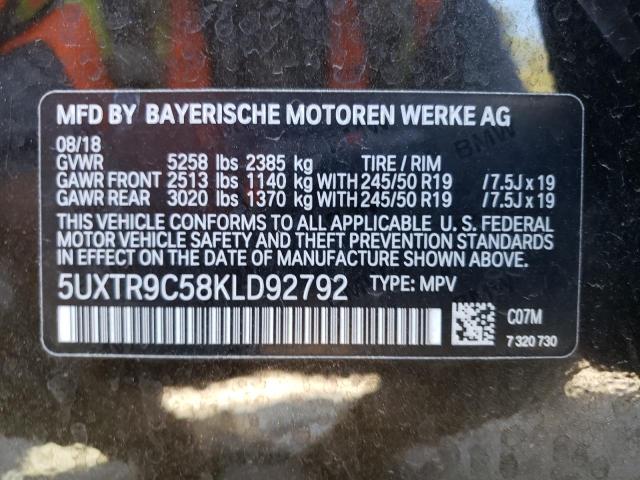 MFD BY BAYERISCHE MOTOREN WERKE AG
08/18
GVWR 5258 lbs 2385 kg TIRE / RIM
GAWR FRONT 2513 lbs 1140 kg WITH 245/50 R19 / 7.5J x 19
GAWR REAR 3020 lbs 1370 kg WITH 245/50 R19 / 7.5J x 19
THIS VEHICLE CONFORMS TO ALL APPLICABLE U. S. FEDERAL
MOTOR VEHICLE SAFETY AND THEFT PREVENTION STANDARDS
IN EFFECT ON THE DATE OF MANUFACTURE SHOWN ABOVE.
5UXTR9C58KLD92792 TYPE: MPV
C07M
7 320 730
BMW